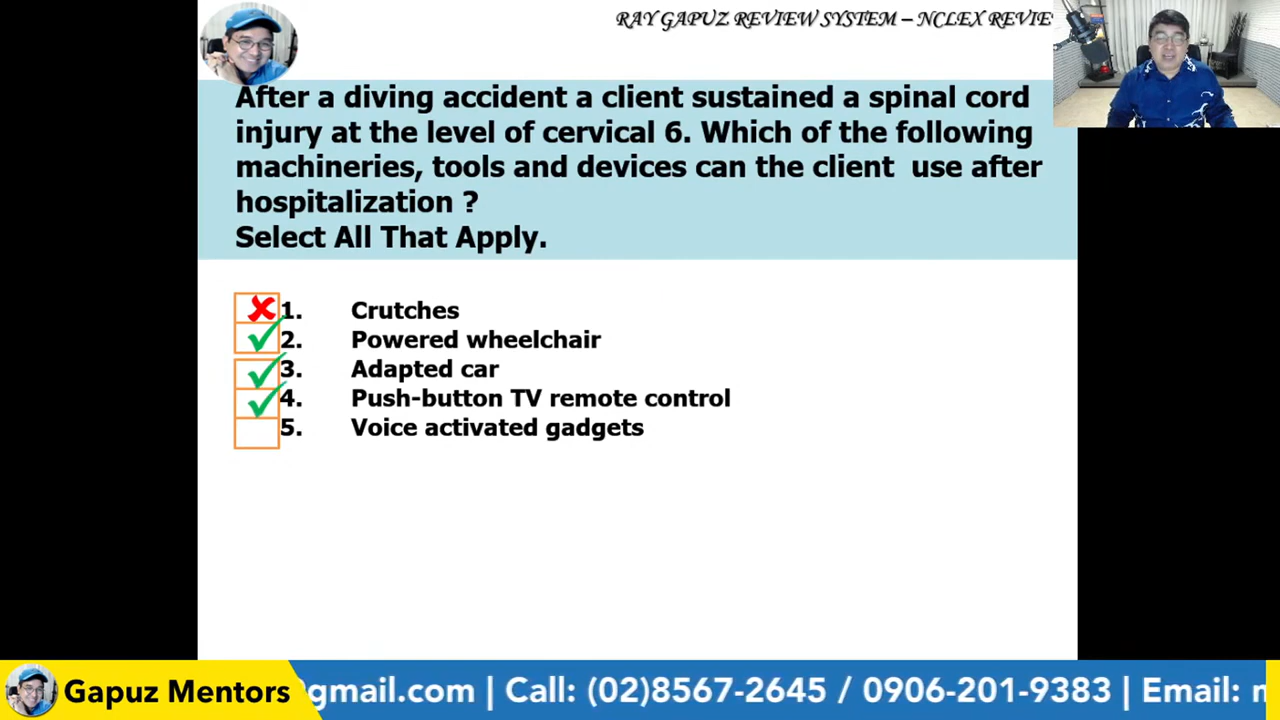 RAY GAPUZ REVIEW SYSTEM – NCLEX REVIE
After a diving accident a client sustained a spinal cord
injury at the level of cervical 6. Which of the following
machineries, tools and devices can the client use after
hospitalization ?
Select All That Apply.
1. Crutches
2. Powered wheelchair
3. Adapted car
4. Push-button TV remote control
5. Voice activated gadgets
Gapuz Mentors
@gmail.com | Call: (02)8567-2645 / 0906-201-9383 | Email: